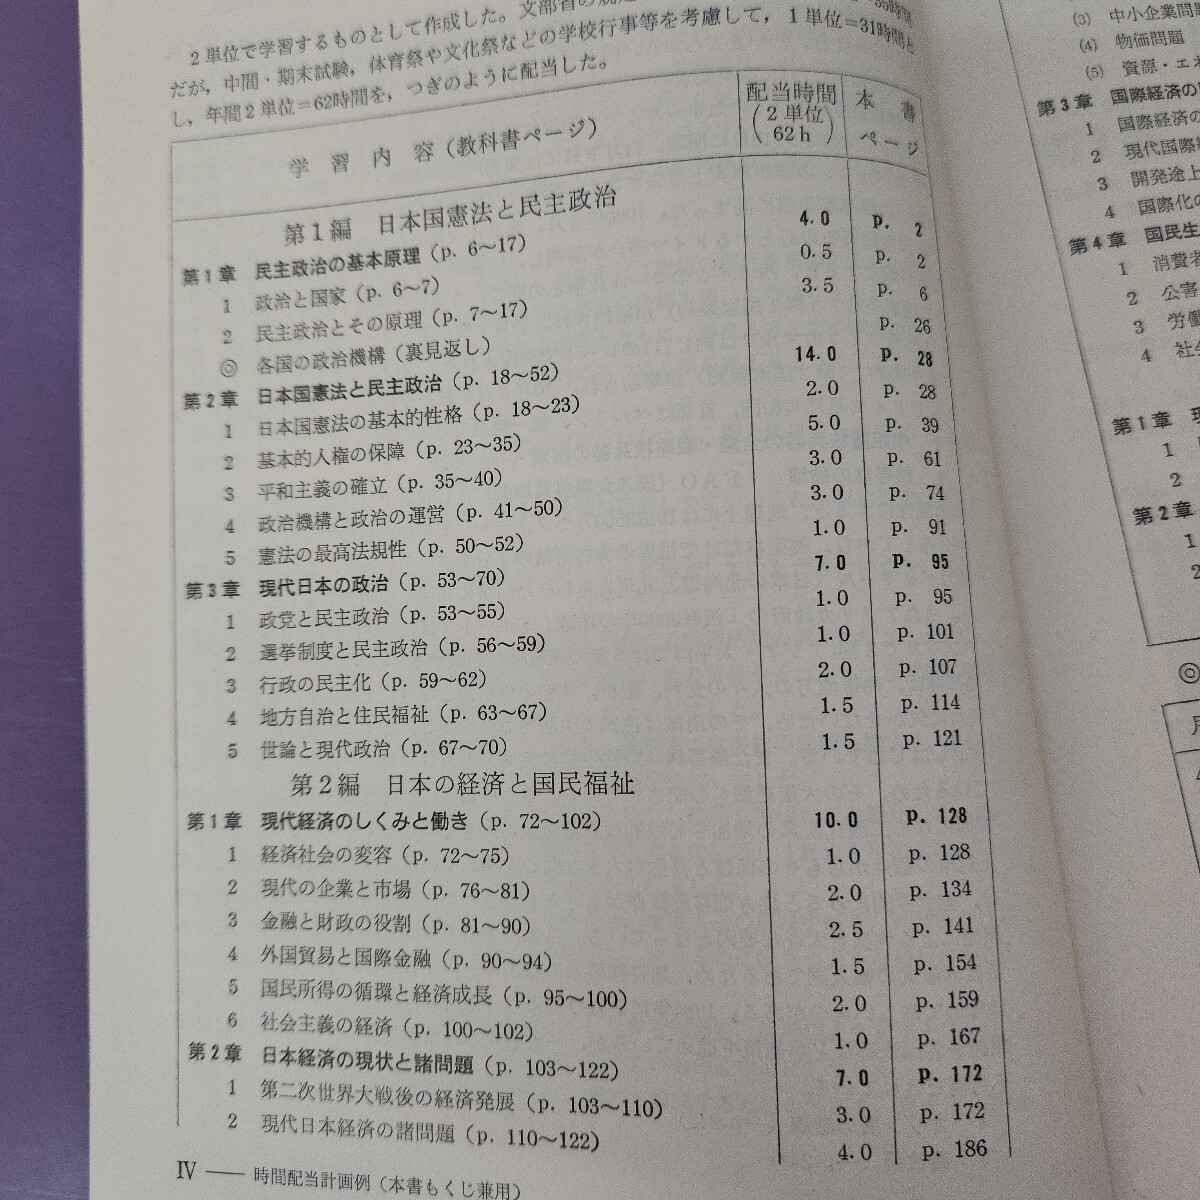 2単位で学習するものとして作成した。文部省の規定
だが，中間・期末試験，体育祭や文化祭などの学校行事等を考慮して，1単位＝31時間と
し，年間2単位＝62時間を，つぎのように配当した。
学習内容（教科書ページ） 配当時間（2単位 62h） 本書ページ
第1編 日本国憲法と民主政治
第1章 民主政治の基本原理（p. 6〜17） 4.0 p. 2
1 政治と国家（p. 6〜7） 0.5 p. 2
2 民主政治とその原理（p. 7〜17） 3.5 p. 6
◎ 各国の政治機構（裏見返し） p. 26
第2章 日本国憲法と民主政治（p. 18〜52） 14.0 p. 28
1 日本国憲法の基本的性格（p. 18〜23） 2.0 p. 28
2 基本的人権の保障（p. 23〜35） 5.0 p. 39
3 平和主義の確立（p. 35〜40） 3.0 p. 61
4 政治機構と政治の運営（p. 41〜50） 3.0 p. 74
5 憲法の最高法規性（p. 50〜52） 1.0 p. 91
第3章 現代日本の政治（p. 53〜70） 7.0 p. 95
1 政党と民主政治（p. 53〜55） 1.0 p. 95
2 選挙制度と民主政治（p. 56〜59） 1.0 p. 101
3 行政の民主化（p. 59〜62） 2.0 p. 107
4 地方自治と住民福祉（p. 63〜67） 1.5 p. 114
5 世論と現代政治（p. 67〜70） 1.5 p. 121
第2編 日本の経済と国民福祉
第1章 現代経済のしくみと働き（p. 72〜102） 10.0 p. 128
1 経済社会の変容（p. 72〜75） 1.0 p. 128
2 現代の企業と市場（p. 76〜81） 2.0 p. 134
3 金融と財政の役割（p. 81〜90） 2.5 p. 141
4 外国貿易と国際金融（p. 90〜94） 1.5 p. 154
5 国民所得の循環と経済成長（p. 95〜100） 2.0 p. 159
6 社会主義の経済（p. 100〜102） 1.0 p. 167
第2章 日本経済の現状と諸問題（p. 103〜122） 7.0 p. 172
1 第二次世界大戦後の経済発展（p. 103〜110） 3.0 p. 172
2 現代日本経済の諸問題（p. 110〜122） 4.0 p. 186
Ⅳ ―― 時間配当計画例（本書もくじ兼用）
(3) 中小企業問
(4) 物価問題
(5) 資源・エネ
第3章 国際経済の
1 国際経済の
2 現代国際
3 開発途上
4 国際化の
第4章 国民生
1 消費者
2 公害
3 労働
4 社会
第1章 現
1
2
第2章
1
2
◎